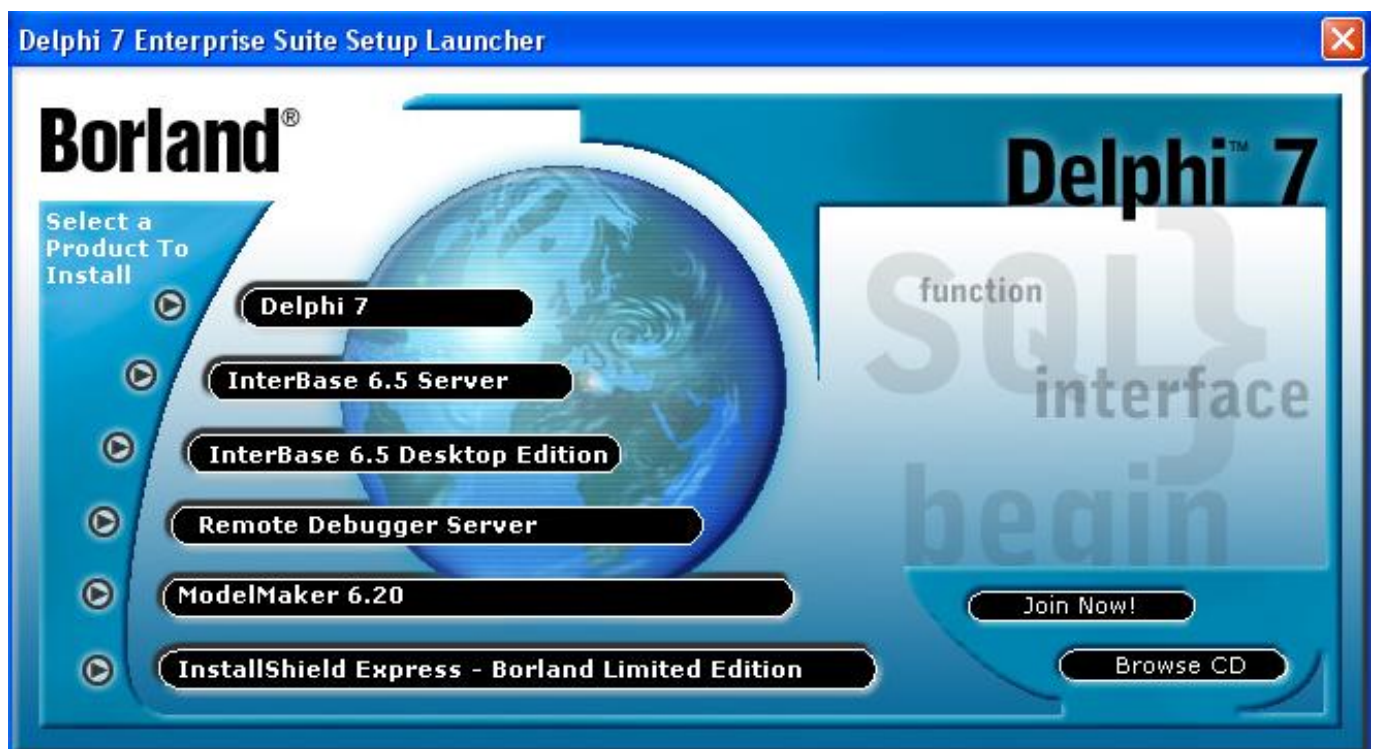 Delphi 7 Enterprise Suite Setup Launcher
Borland®
Delphi™ 7
Select a
Product To
Install
Delphi 7
InterBase 6.5 Server
InterBase 6.5 Desktop Edition
Remote Debugger Server
ModelMaker 6.20
InstallShield Express - Borland Limited Edition
SQL}
function
interface
begin
Join Now!
Browse CD